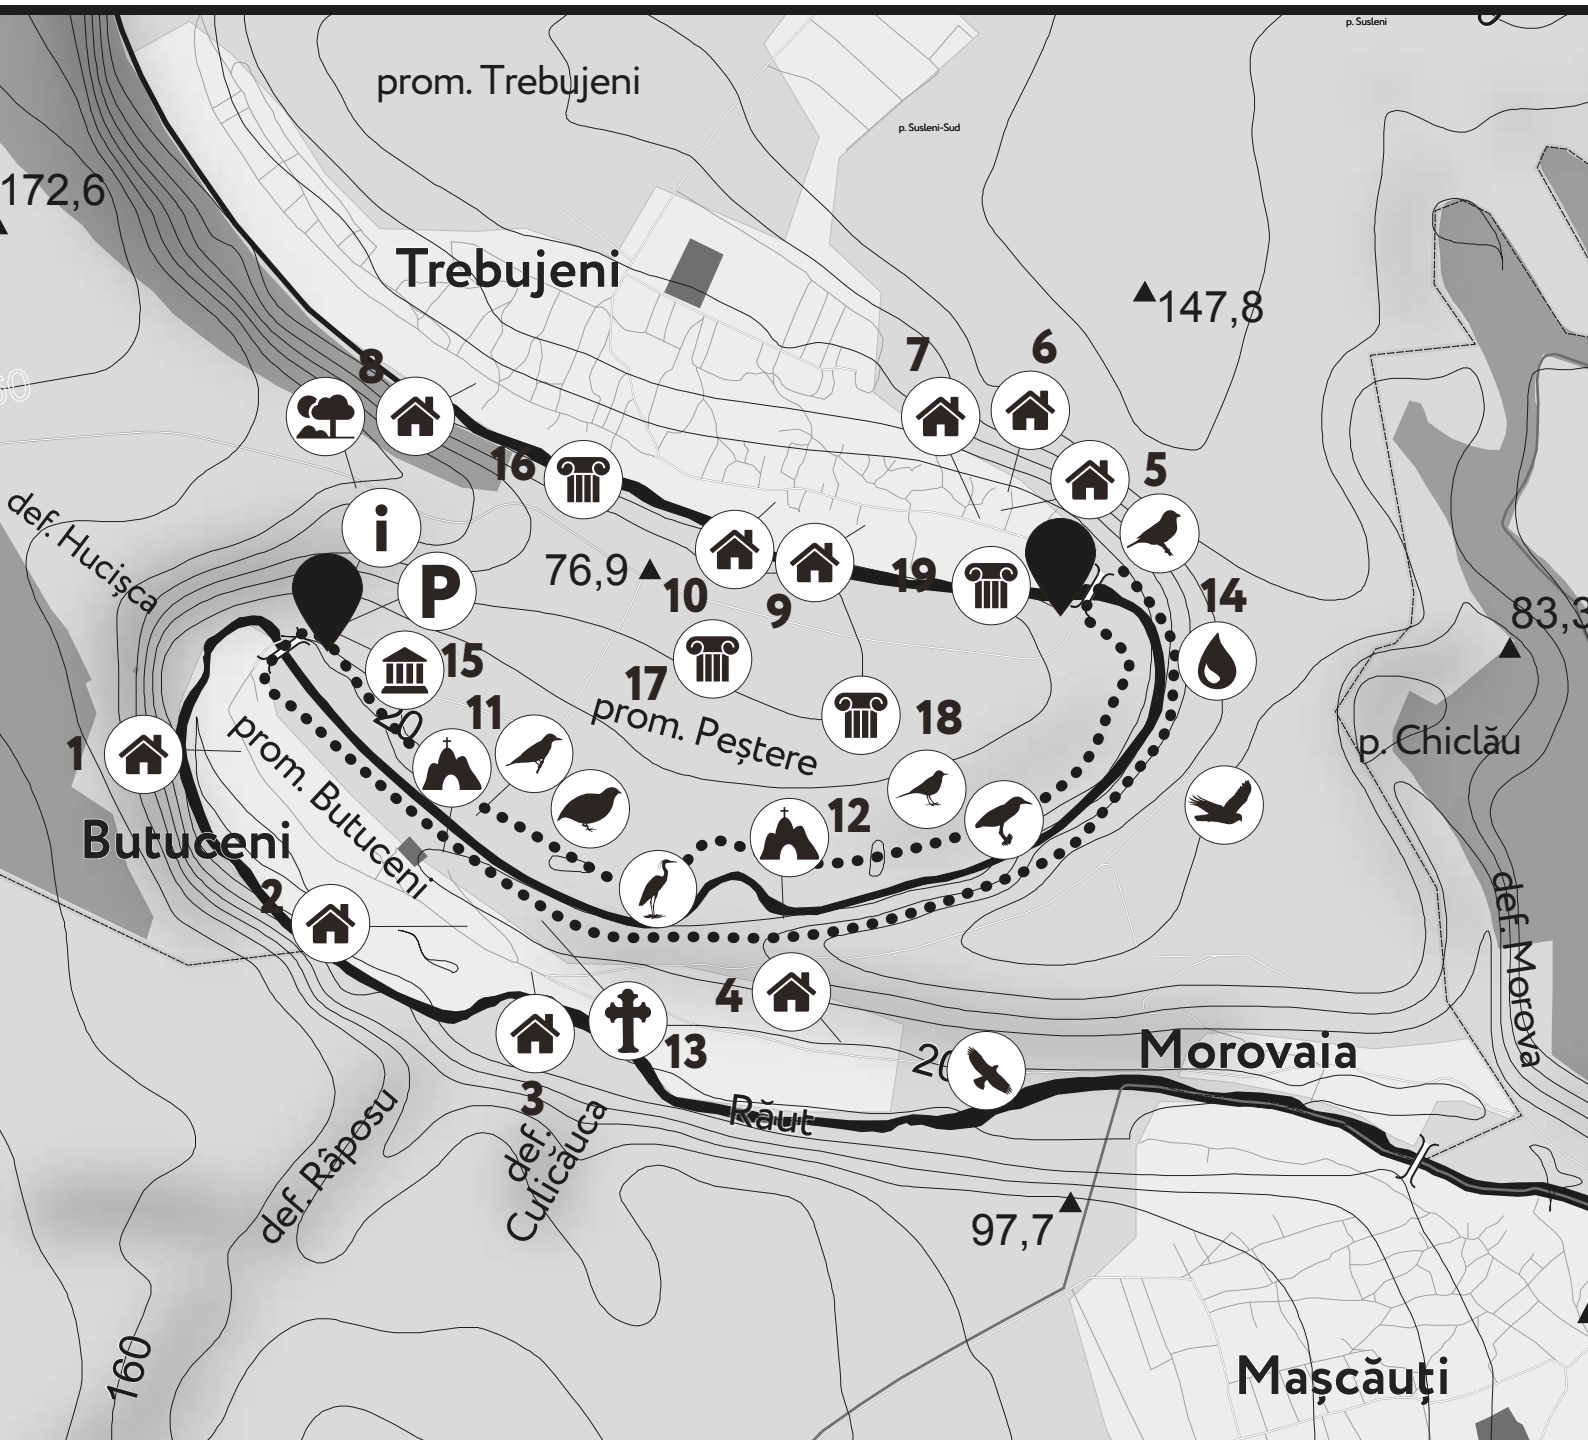 p. Susleni
prom. Trebujeni
p. Susleni-Sud
172,6
Trebujeni
147,8
6
7
8
5
16
def. Hucișca
i
76,9
P
10
9
19
14
83,3
15
17
11
20
prom. Peștere
18
p. Chiclău
1
prom. Butuceni
Butuceni
12
2
def. Morova
4
13
Morovaia
3
Răut
def. Râposu
def.
Culicăuca
97,7
160
Mașcăuți